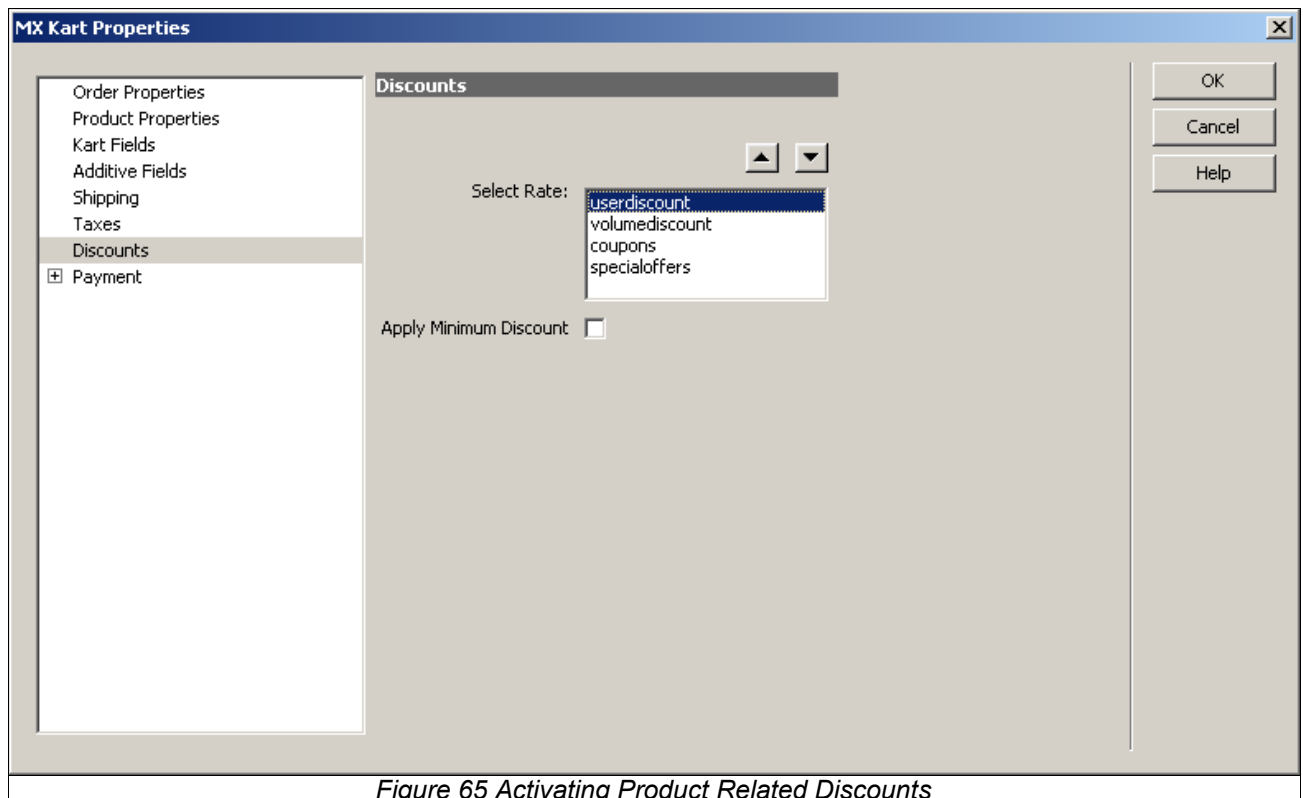 MX Kart Properties
Order Properties
Product Properties
Kart Fields
Additive Fields
Shipping
Taxes
Discounts
Payment
Discounts
Select Rate:
userdiscount
volumediscount
coupons
specialoffers
Apply Minimum Discount
OK
Cancel
Help
Figure 65 Activating Product Related Discounts